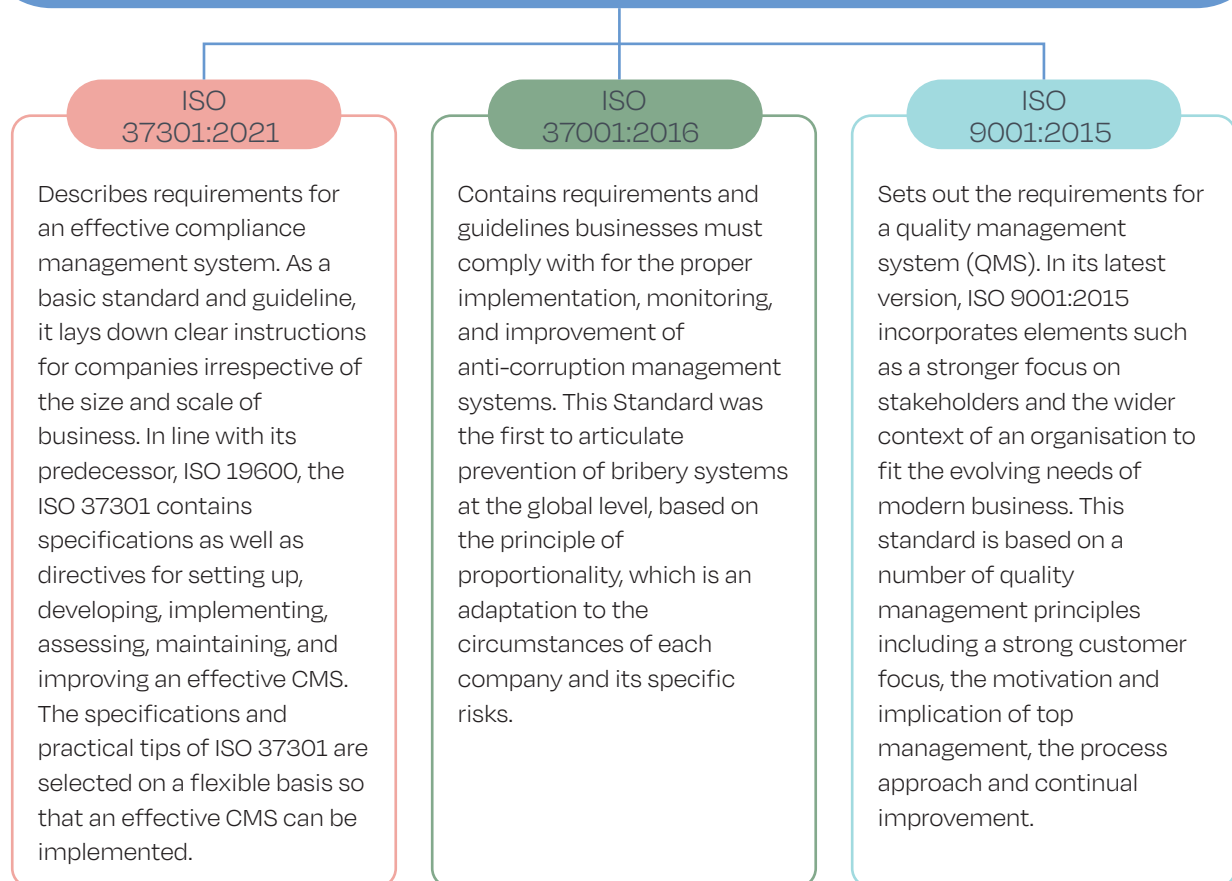 ISO
37301:2021
Describes requirements for
an effective compliance
management system. As a
basic standard and guideline,
it lays down clear instructions
for companies irrespective of
the size and scale of
business. In line with its
predecessor, ISO 19600, the
ISO 37301 contains
specifications as well as
directives for setting up,
developing, implementing,
assessing, maintaining, and
improving an effective CMS.
The specifications and
practical tips of ISO 37301 are
selected on a flexible basis so
that an effective CMS can be
implemented.
ISO
37001:2016
Contains requirements and
guidelines businesses must
comply with for the proper
implementation, monitoring,
and improvement of
anti-corruption management
systems. This Standard was
the first to articulate
prevention of bribery systems
at the global level, based on
the principle of
proportionality, which is an
adaptation to the
circumstances of each
company and its specific
risks.
ISO
9001:2015
Sets out the requirements for
a quality management
system (QMS). In its latest
version, ISO 9001:2015
incorporates elements such
as a stronger focus on
stakeholders and the wider
context of an organisation to
fit the evolving needs of
modern business. This
standard is based on a
number of quality
management principles
including a strong customer
focus, the motivation and
implication of top
management, the process
approach and continual
improvement.